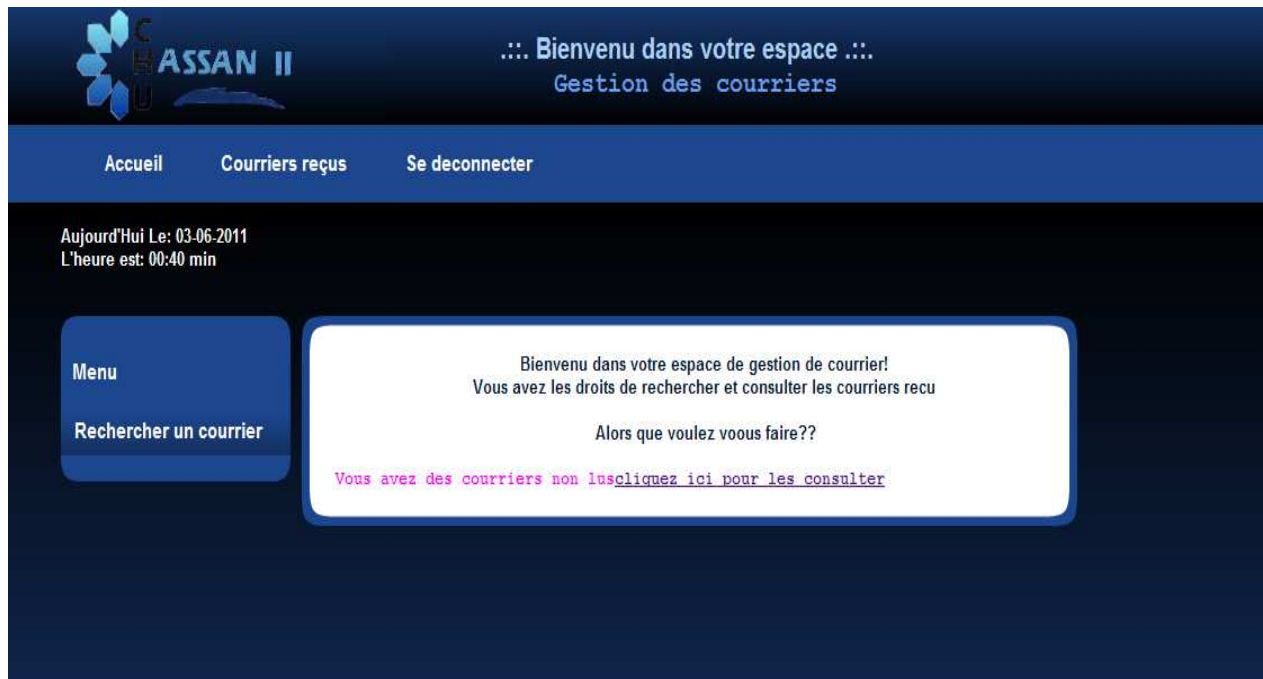 CHU
HASSAN II
.::. Bienvenu dans votre espace .::.
Gestion des courriers
Accueil Courriers reçus Se deconnecter
Aujourd'Hui Le: 03-06-2011
L'heure est: 00:40 min
Menu
Rechercher un courrier
Bienvenu dans votre espace de gestion de courrier!
Vous avez les droits de rechercher et consulter les courriers recu
Alors que voulez voous faire??
Vous avez des courriers non luscliquez ici pour les consulter